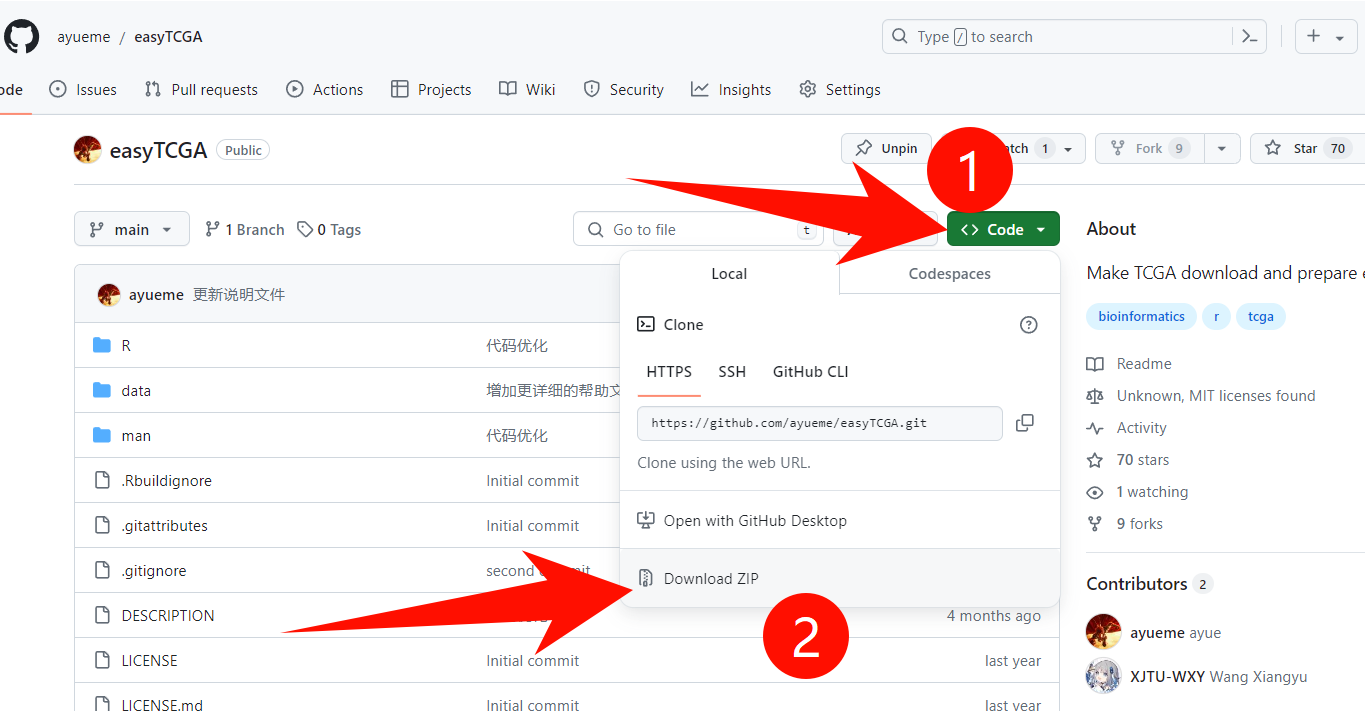 ayueme / easyTCGA
Type / to search
ode Issues Pull requests Actions Projects Wiki Security Insights Settings
easyTCGA Public
Unpin
atch 1
Fork 9
Star 70
1
main
1 Branch
0 Tags
Go to file t
Code
About
Make TCGA download and prepare e
bioinformatics r tcga
Readme
Unknown, MIT licenses found
Activity
70 stars
1 watching
9 forks
Contributors 2
ayueme ayue
XJTU-WXY Wang Xiangyu
ayueme 更新说明文件
R 代码优化
data 增加更详细的帮助文
man 代码优化
.Rbuildignore Initial commit
.gitattributes Initial commit
.gitignore second
DESCRIPTION 4 months ago
LICENSE Initial commit last year
LICENSE.md Initial commit last year
Local Codespaces
Clone
HTTPS SSH GitHub CLI
https://github.com/ayueme/easyTCGA.git
Clone using the web URL.
Open with GitHub Desktop
Download ZIP
2